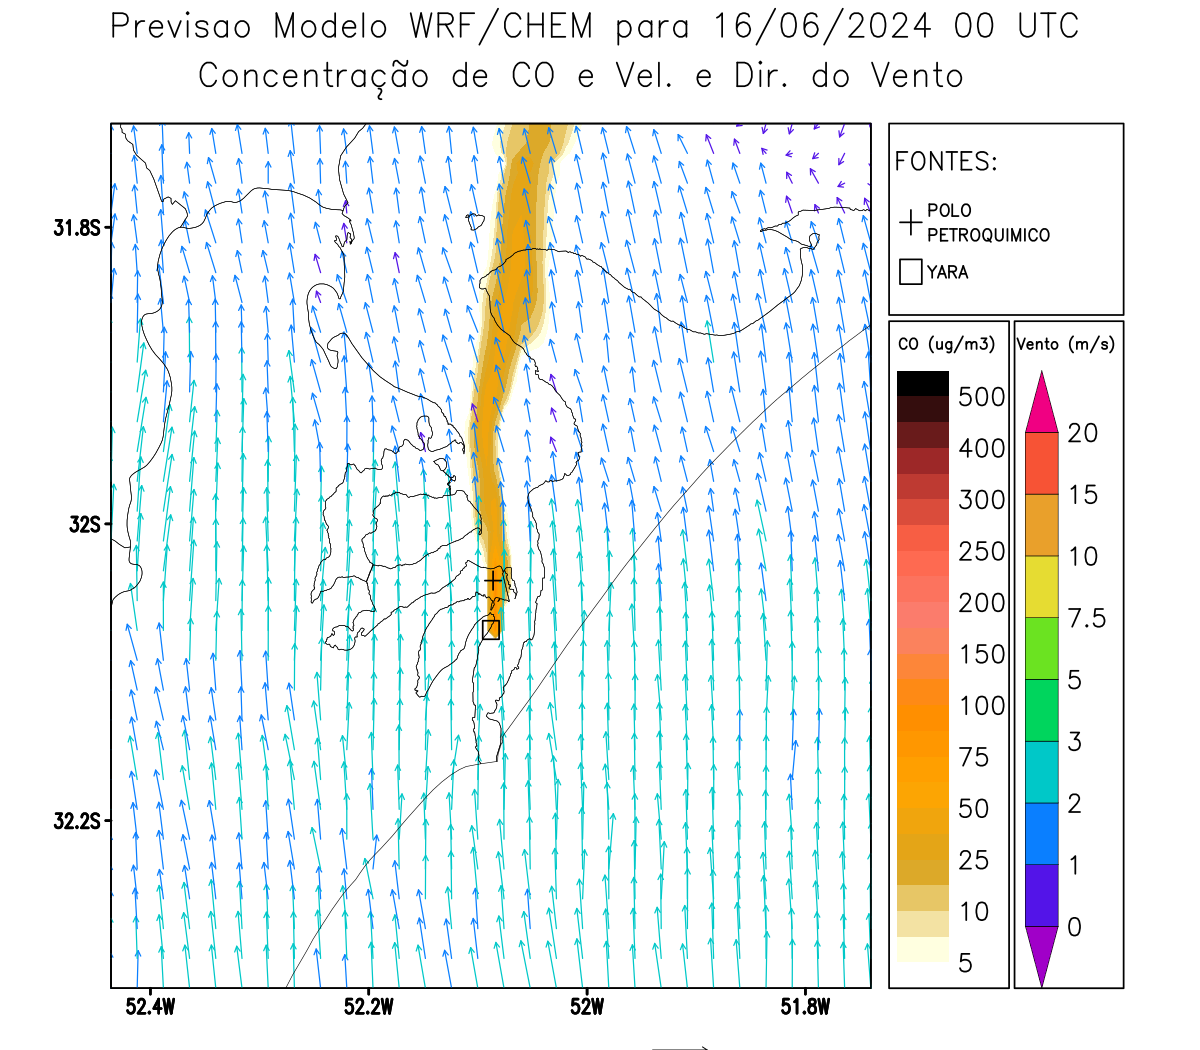 Previsao Modelo WRF/CHEM para 16/06/2024 00 UTC
Concentração de CO e Vel. e Dir. do Vento
FONTES:
POLO
PETROQUIMICO
YARA
CO (ug/m3)
500
400
300
250
200
150
100
75
50
25
10
5
Vento (m/s)
20
15
10
7.5
5
3
2
1
0
31.8S
32S
32.2S
52.4W
52.2W
52W
51.8W